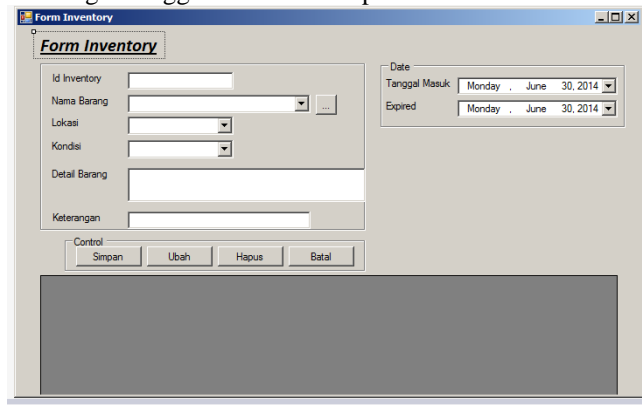 Form Inventory
Form Inventory
Id Inventory
Nama Barang
...
Lokasi
Kondisi
Detail Barang
Keterangan
Date
Tanggal Masuk Monday , June 30, 2014
Expired Monday , June 30, 2014
Control
Simpan Ubah Hapus Batal